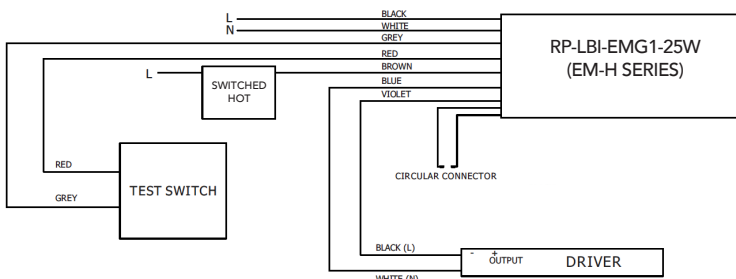 L
BLACK
N
WHITE
GREY
RED
L
BROWN
SWITCHED
HOT
BLUE
VIOLET
RP-LBI-EMG1-25W
(EM-H SERIES)
CIRCULAR CONNECTOR
RED
GREY
TEST SWITCH
BLACK (L)
- +
OUTPUT
DRIVER
WHITE (N)